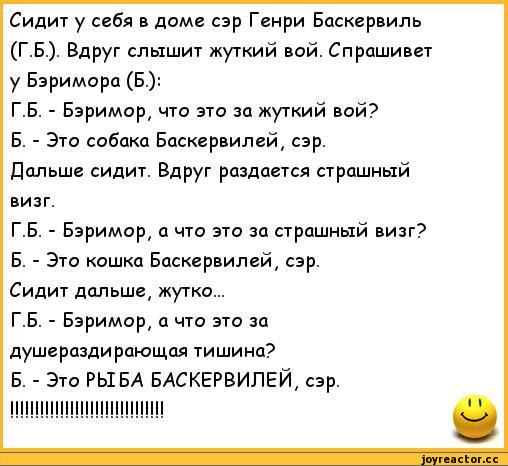 Сидит у себя в доме сэр Генри Баскервиль
(Г.Б.). Вдруг слышит жуткий вой. Спрашивет
у Бэримора (Б.):
Г.Б. - Бэримор, что это за жуткий вой?
Б. - Это собака Баскервилей, сэр.
Дальше сидит. Вдруг раздается страшный
визг.
Г.Б. - Бэримор, а что это за страшный визг?
Б. - Это кошка Баскервилей, сэр.
Сидит дальше, жутко...
Г.Б. - Бэримор, а что это за
душераздирающая тишина?
Б. - Это РЫБА БАСКЕРВИЛЕЙ, сэр.
!!!!!!!!!!!!!!!!!!!!!!!!!!!!!!!
joyreactor.cc